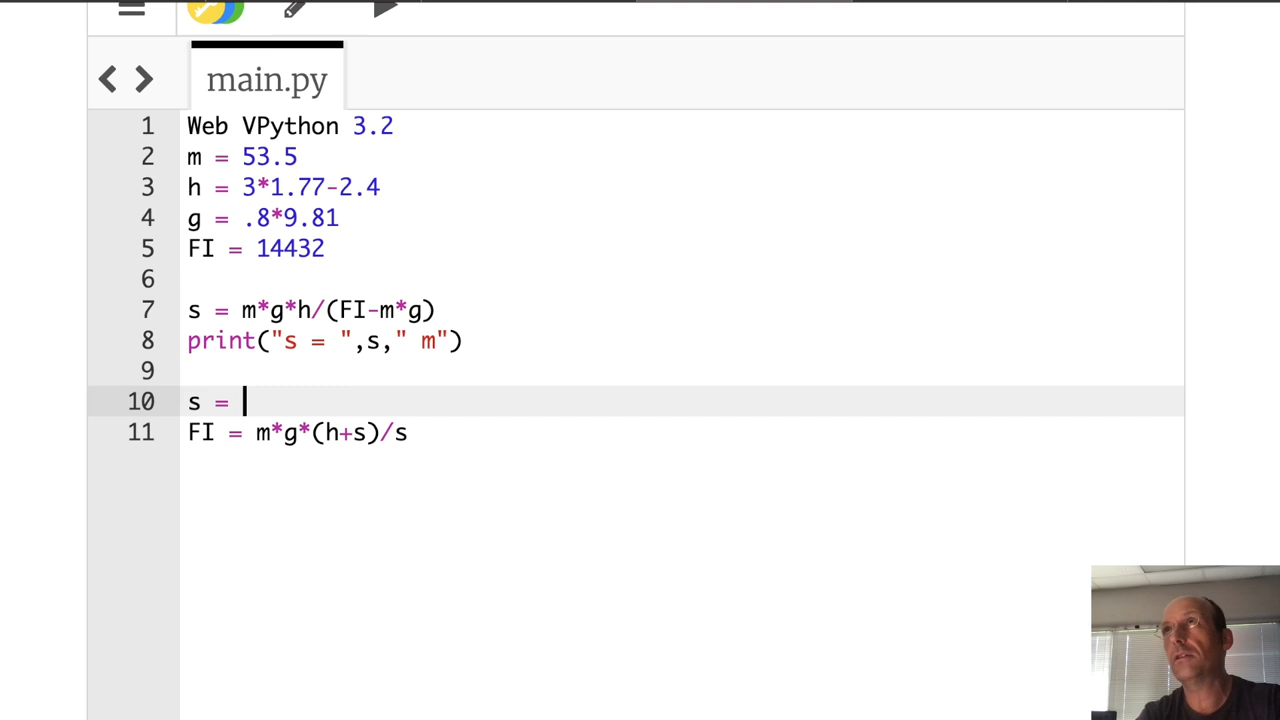 main.py
1 Web VPython 3.2
2 m = 53.5
3 h = 3*1.77-2.4
4 g = .8*9.81
5 FI = 14432
6
7 s = m*g*h/(FI-m*g)
8 print("s = ",s," m")
9
10 s =
11 FI = m*g*(h+s)/s